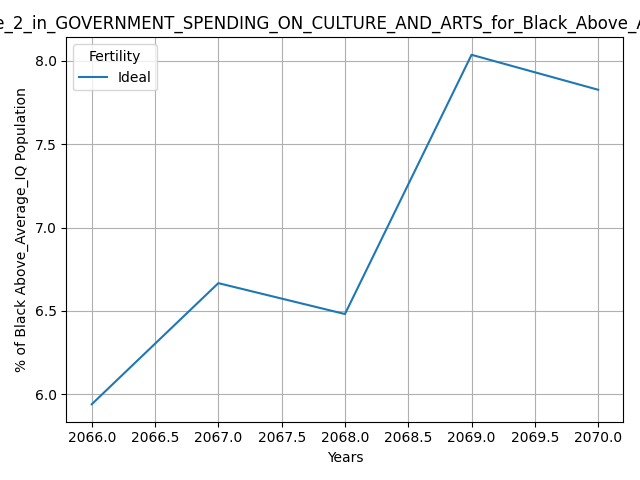 e_2_in_GOVERNMENT_SPENDING_ON_CULTURE_AND_ARTS_for_Black_Above_A
Fertility
Ideal
% of Black Above_Average_IQ Population
8.0
7.5
7.0
6.5
6.0
2066.0 2066.5 2067.0 2067.5 2068.0 2068.5 2069.0 2069.5 2070.0
Years